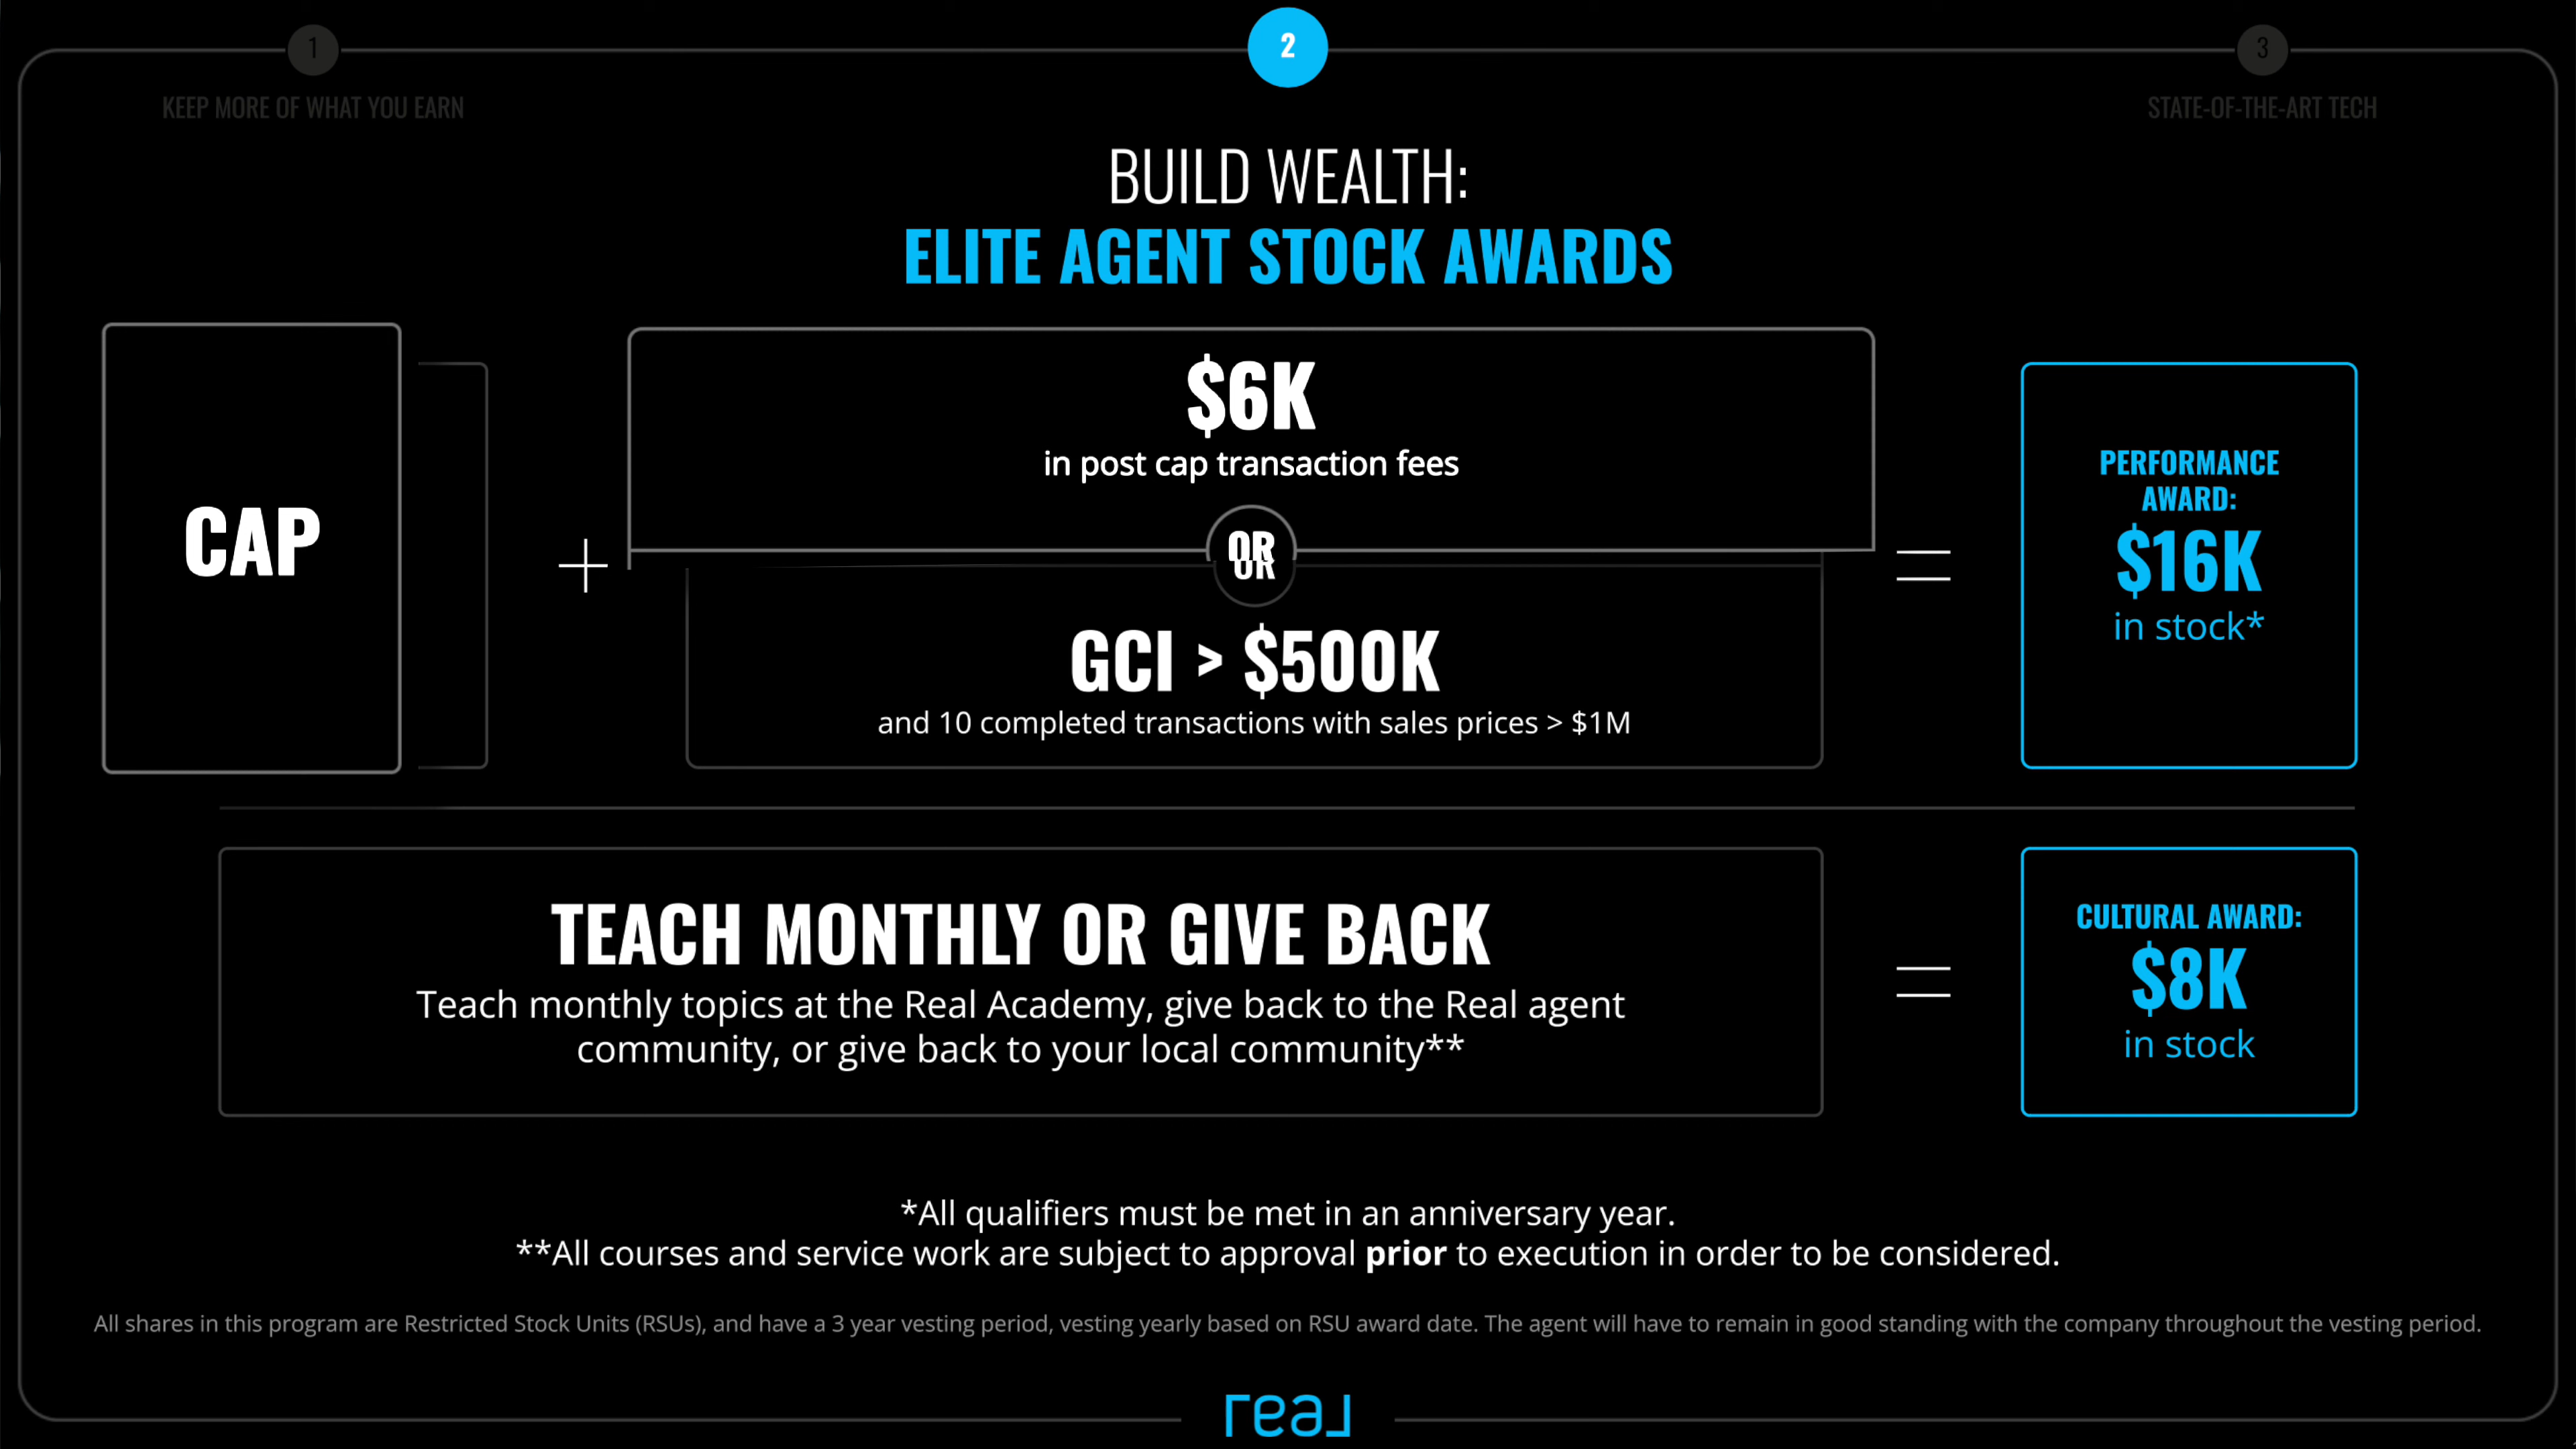 1
2
3
KEEP MORE OF WHAT YOU EARN
STATE-OF-THE-ART TECH
BUILD WEALTH:
ELITE AGENT STOCK AWARDS
CAP
+
$6K
in post cap transaction fees
OR
OR
GCI > $500K
and 10 completed transactions with sales prices > $1M
=
PERFORMANCE
AWARD:
$16K
in stock*
TEACH MONTHLY OR GIVE BACK
Teach monthly topics at the Real Academy, give back to the Real agent
community, or give back to your local community**
=
CULTURAL AWARD:
$8K
in stock
*All qualifiers must be met in an anniversary year.
**All courses and service work are subject to approval prior to execution in order to be considered.
All shares in this program are Restricted Stock Units (RSUs), and have a 3 year vesting period, vesting yearly based on RSU award date. The agent will have to remain in good standing with the company throughout the vesting period.
real